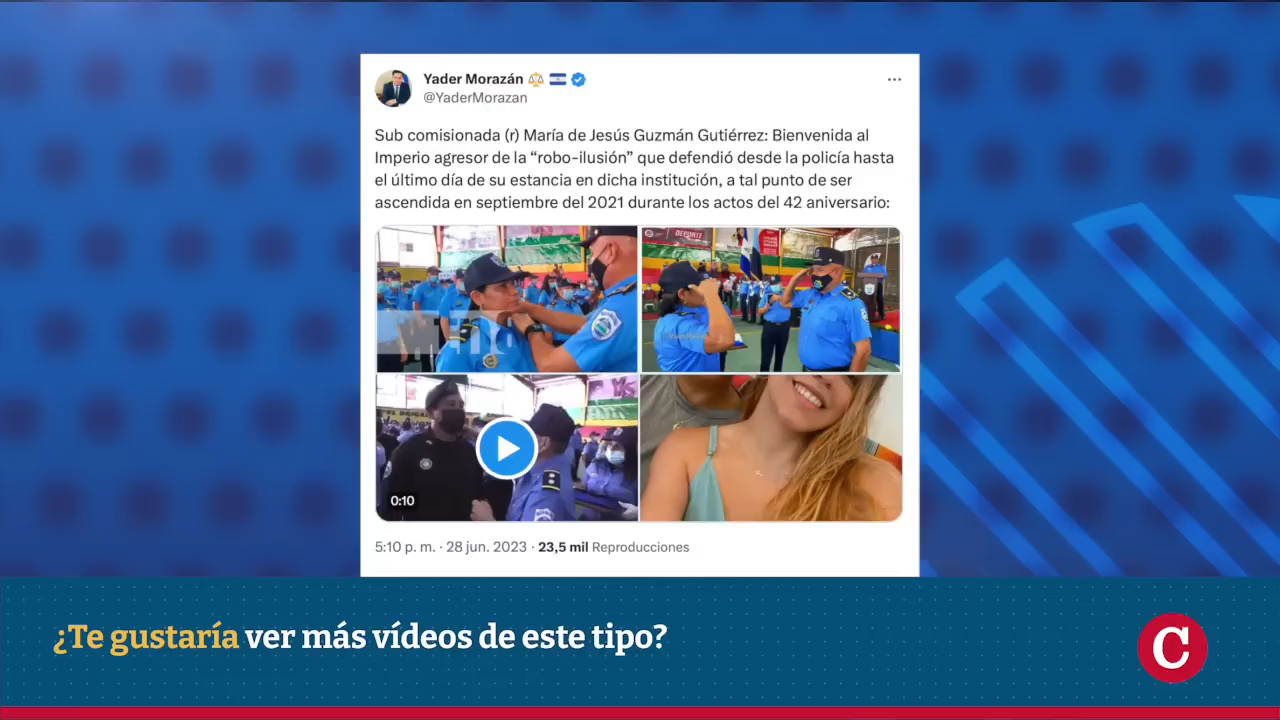 Yader Morazán
@YaderMorazan
Sub comisionada (r) María de Jesús Guzmán Gutiérrez: Bienvenida al
Imperio agresor de la “robo-ilusión” que defendió desde la policía hasta
el último día de su estancia en dicha institución, a tal punto de ser
ascendida en septiembre del 2021 durante los actos del 42 aniversario:
DEPORTE
0:10
5:10 p. m. · 28 jun. 2023 · 23,5 mil Reproducciones
¿Te gustaría ver más vídeos de este tipo?
C